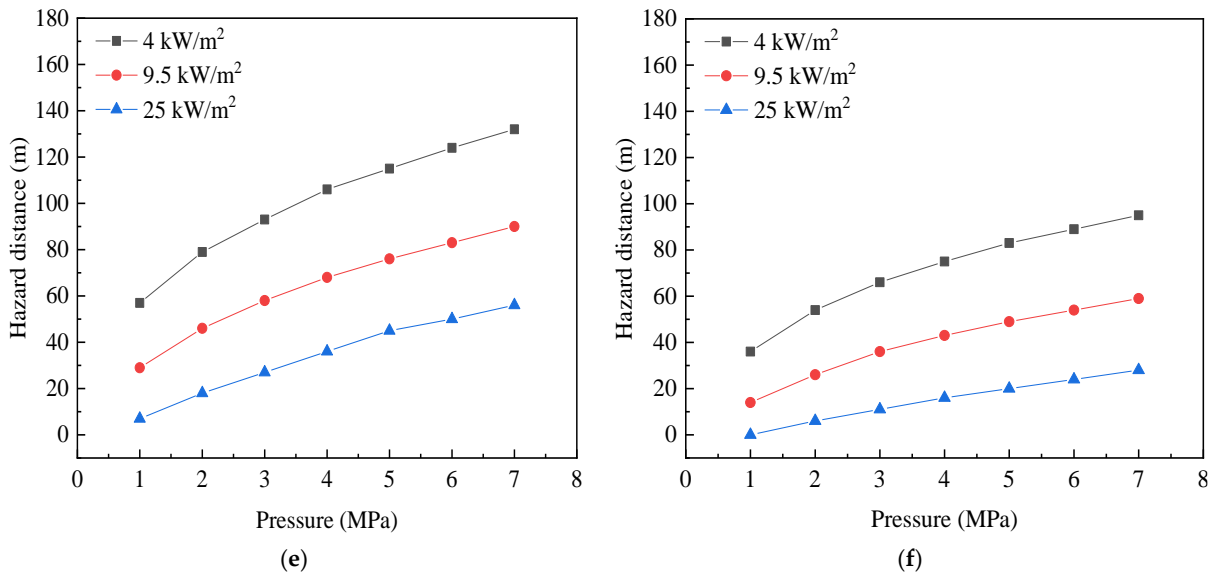 180
160
140
120
100
80
60
40
20
0
Hazard distance (m)
4 kW/m²
9.5 kW/m²
25 kW/m²
0 1 2 3 4 5 6 7 8
Pressure (MPa)
(e)
180
160
140
120
100
80
60
40
20
0
Hazard distance (m)
4 kW/m²
9.5 kW/m²
25 kW/m²
0 1 2 3 4 5 6 7 8
Pressure (MPa)
(f)